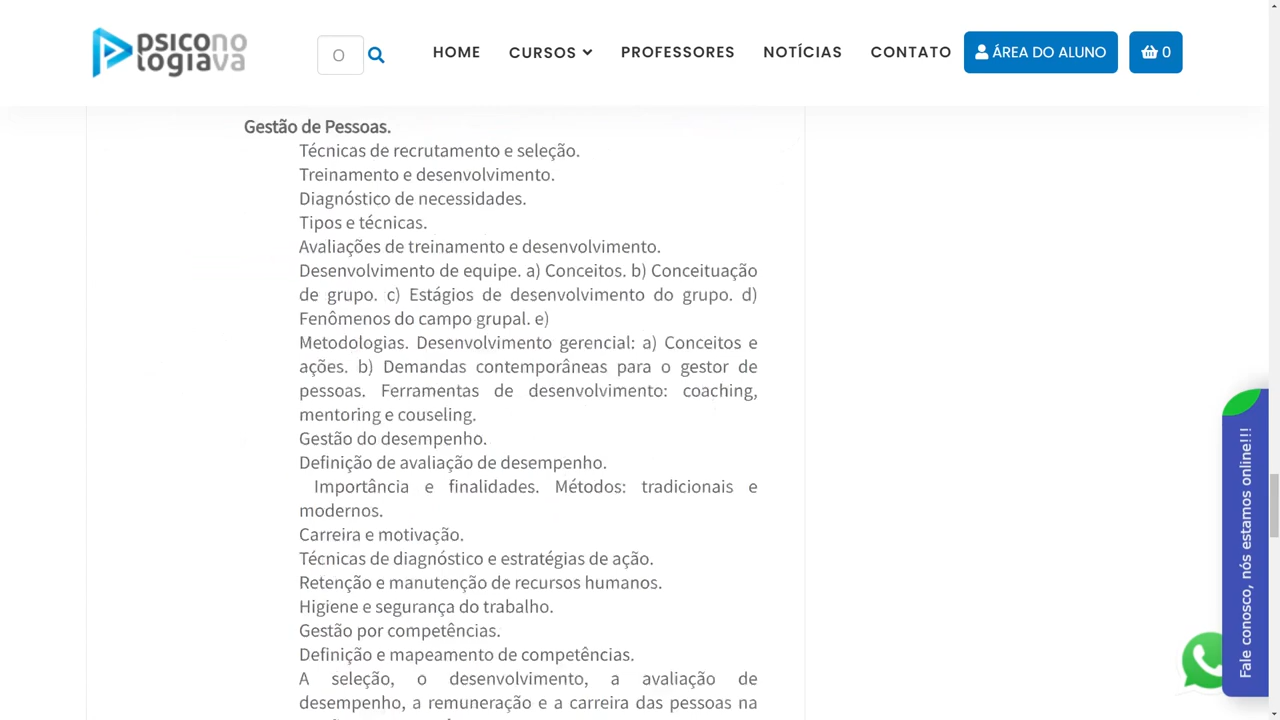 psicono
logiava
O
HOME
CURSOS
PROFESSORES
NOTÍCIAS
CONTATO
ÁREA DO ALUNO
0
Gestão de Pessoas.
Técnicas de recrutamento e seleção.
Treinamento e desenvolvimento.
Diagnóstico de necessidades.
Tipos e técnicas.
Avaliações de treinamento e desenvolvimento.
Desenvolvimento de equipe. a) Conceitos. b) Conceituação
de grupo. c) Estágios de desenvolvimento do grupo. d)
Fenômenos do campo grupal. e)
Metodologias. Desenvolvimento gerencial: a) Conceitos e
ações. b) Demandas contemporâneas para o gestor de
pessoas. Ferramentas de desenvolvimento: coaching,
mentoring e couseling.
Gestão do desempenho.
Definição de avaliação de desempenho.
Importância e finalidades. Métodos: tradicionais e
modernos.
Carreira e motivação.
Técnicas de diagnóstico e estratégias de ação.
Retenção e manutenção de recursos humanos.
Higiene e segurança do trabalho.
Gestão por competências.
Definição e mapeamento de competências.
A seleção, o desenvolvimento, a avaliação de
desempenho, a remuneração e a carreira das pessoas na
Fale conosco, nós estamos online!!!